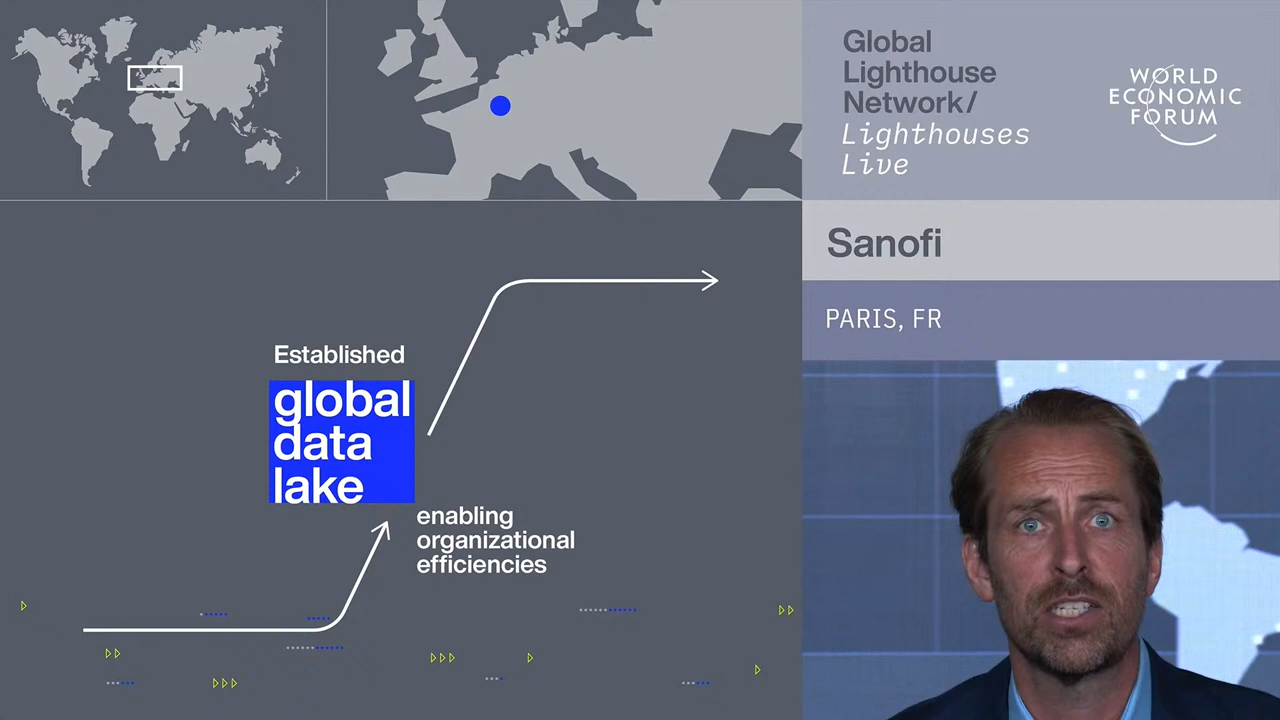 Global
Lighthouse
Network/
Lighthouses
Live
WORLD
ECONOMIC
FORUM
Sanofi
PARIS, FR
Established
global
data
lake
enabling
organizational
efficiencies